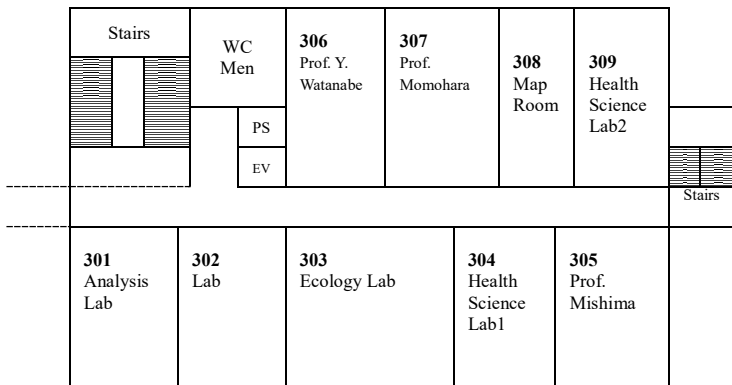 Stairs
WC
Men
306
Prof. Y.
Watanabe
307
Prof.
Momohara
308
Map
Room
309
Health
Science
Lab2
PS
EV
Stairs
301
Analysis
Lab
302
Lab
303
Ecology Lab
304
Health
Science
Lab1
305
Prof.
Mishima